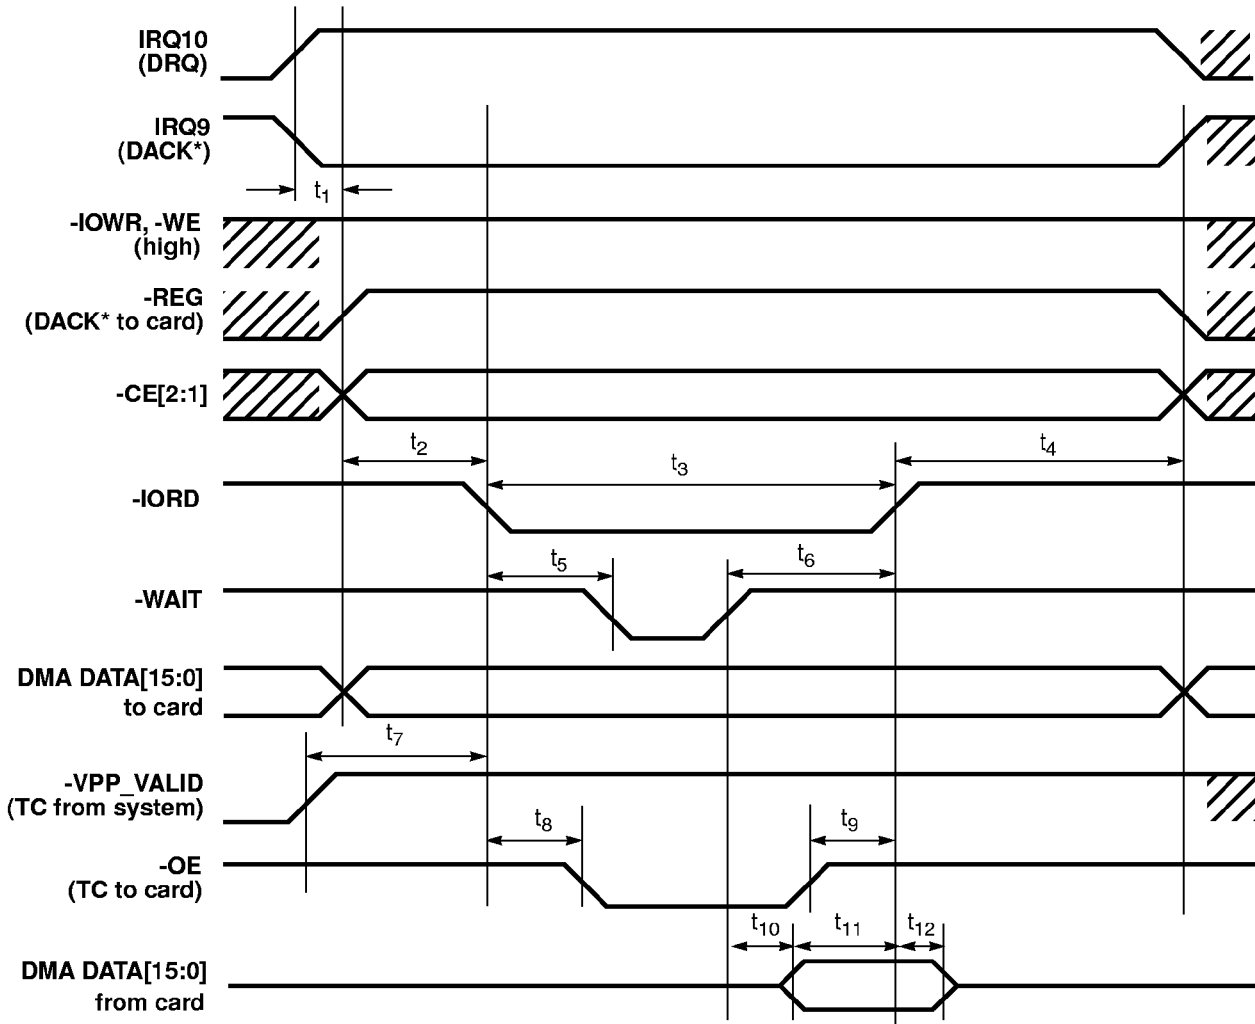 IRQ10
(DRQ)
IRQ9
(DACK*)
t1
-IOWR, -WE
(high)
-REG
(DACK* to card)
-CE[2:1]
t2
t3
t4
-IORD
t5
t6
-WAIT
DMA DATA[15:0]
to card
t7
-VPP_VALID
(TC from system)
t8
t9
-OE
(TC to card)
t10
t11
t12
DMA DATA[15:0]
from card